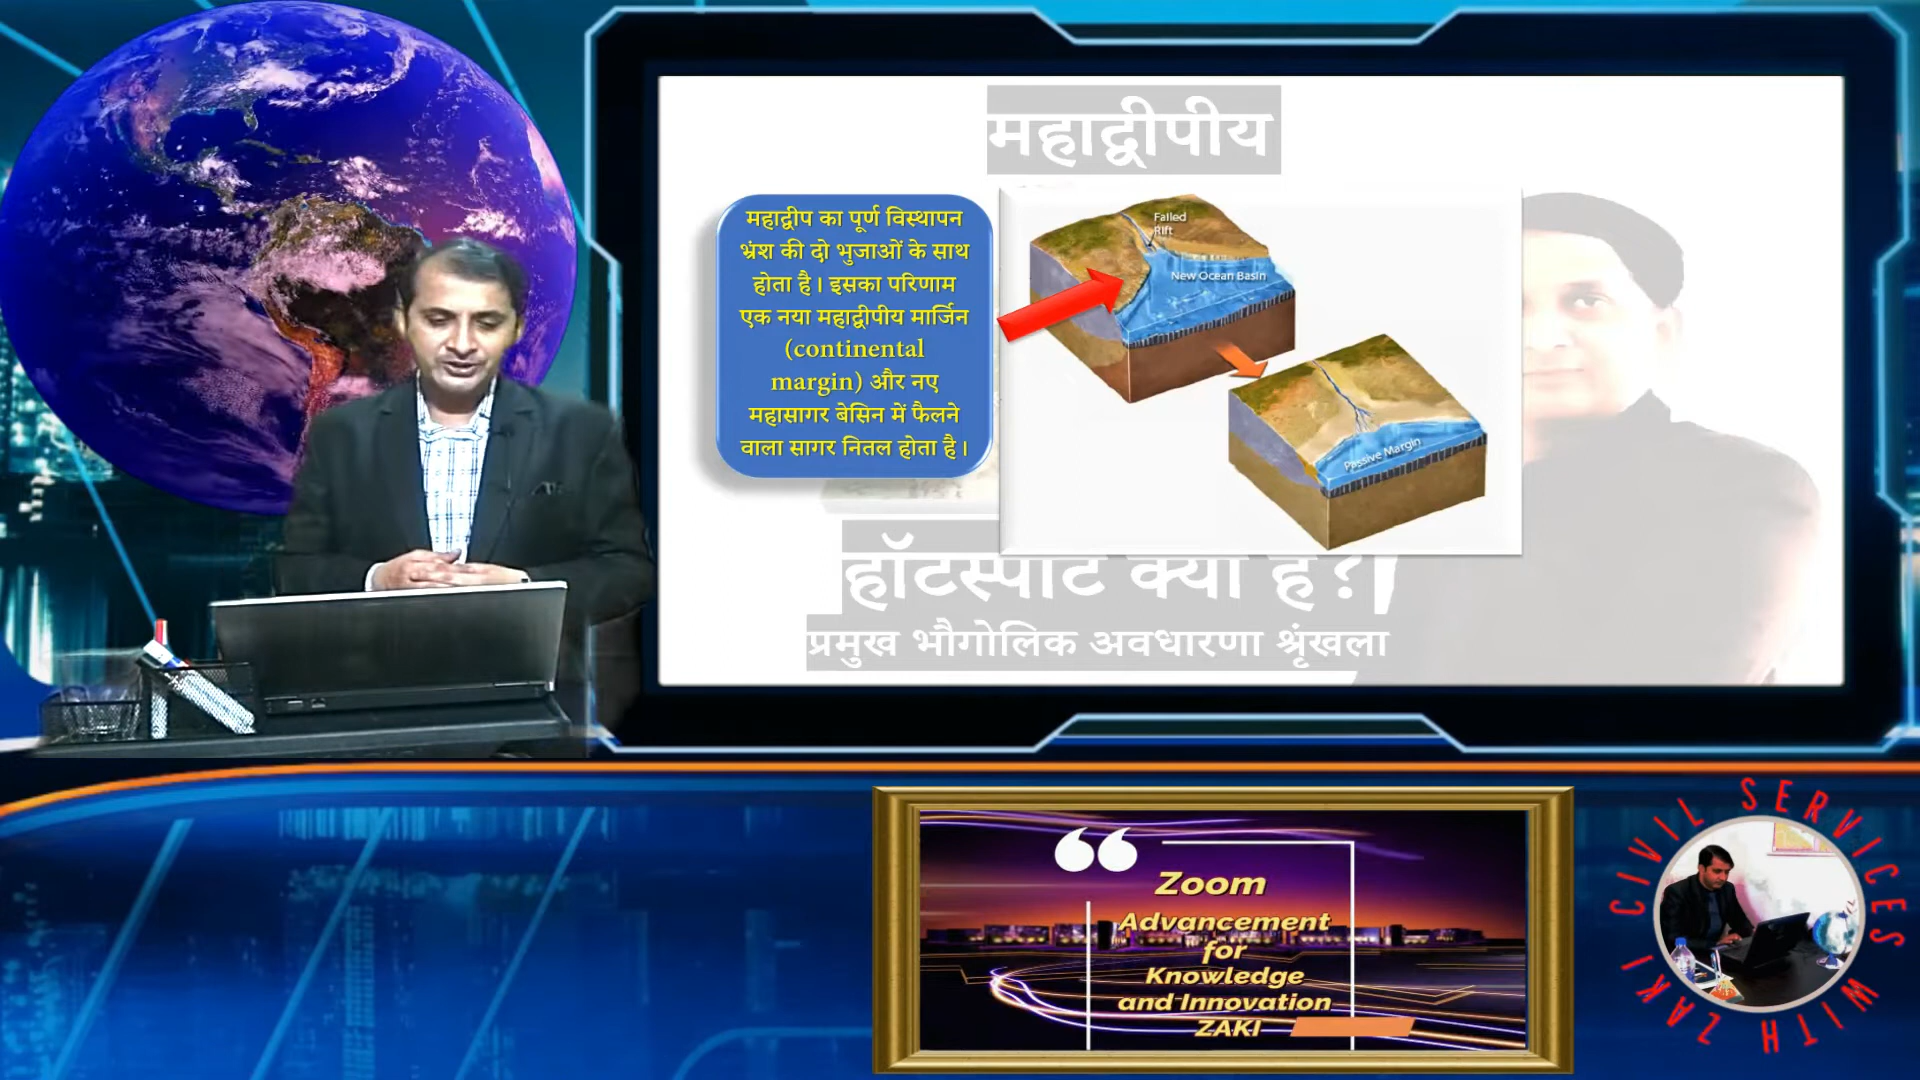 महाद्वीपीय
महाद्वीप का पूर्ण विस्थापन
भ्रंश की दो भुजाओं के साथ
होता है। इसका परिणाम
एक नया महाद्वीपीय मार्जिन
(continental
margin) और नए
महासागर बेसिन में फैलने
वाला सागर नितल होता है।
Failed
Rift
New Ocean Basin
Passive Margin
हॉटस्पॉट क्या है?
प्रमुख भौगोलिक अवधारणा श्रृंखला
Zoom
Advancement
for
Knowledge
and Innovation
ZAKI
CIVIL SERVICES WITH ZAKI